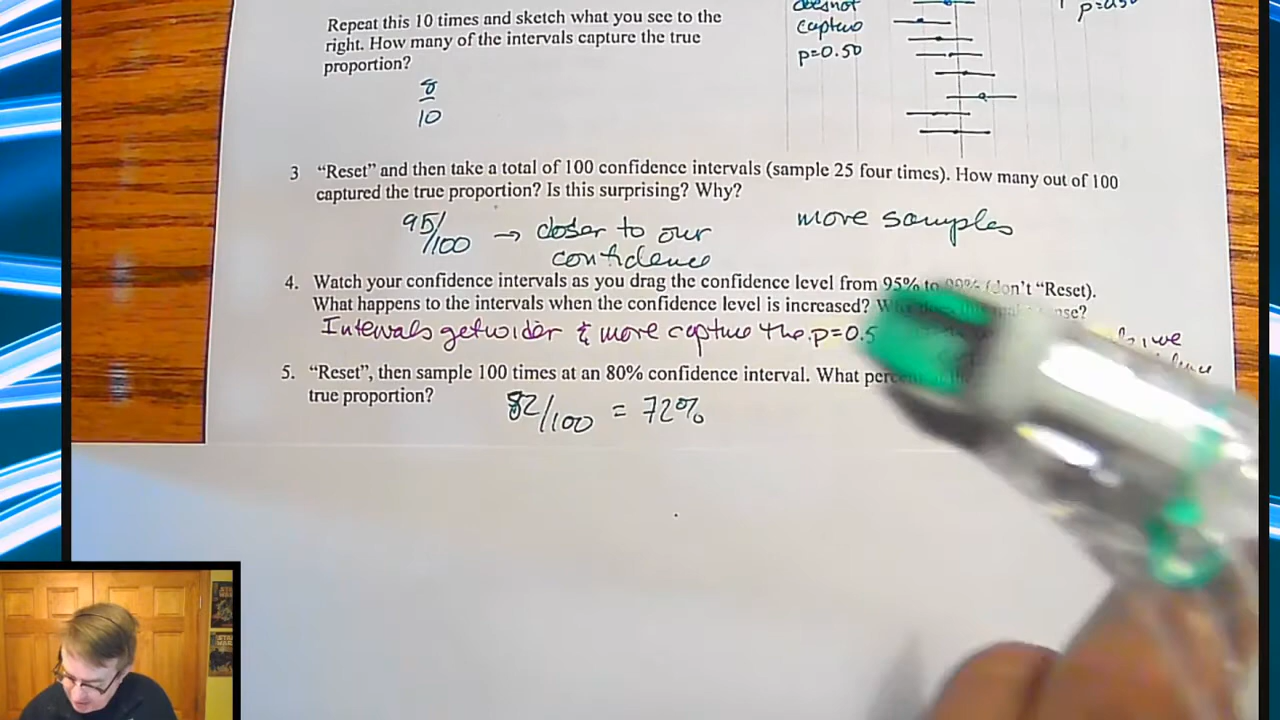 Repeat this 10 times and sketch what you see to the
right. How many of the intervals capture the true
proportion?
8
10
doesnot
capture
p=0.50
p=0.50
3 "Reset" and then take a total of 100 confidence intervals (sample 25 four times). How many out of 100
captured the true proportion? Is this surprising? Why?
95/100 → closer to our
confidence
more samples
4. Watch your confidence intervals as you drag the confidence level from 95% to 99% (don't "Reset).
What happens to the intervals when the confidence level is increased?
Intervals get wider & more capture the p=0.5
we
5. "Reset", then sample 100 times at an 80% confidence interval. What
true proportion?
82/100 = 72%